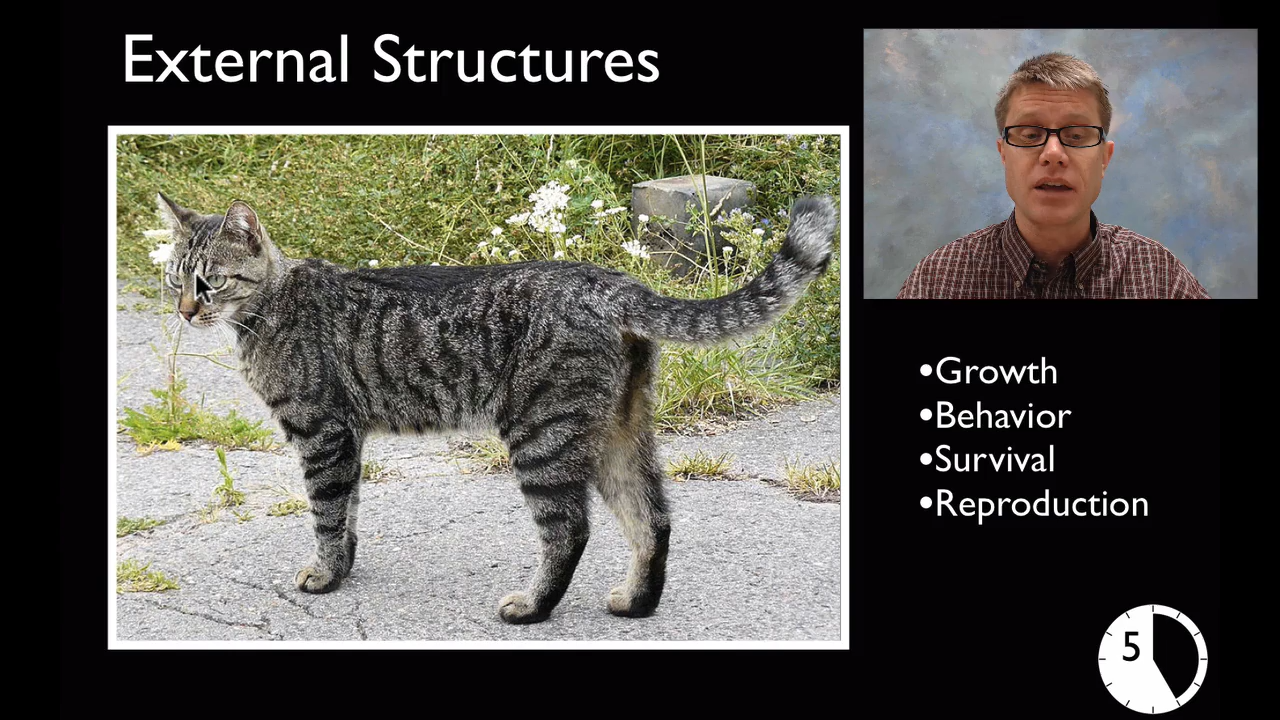 External Structures
•Growth
•Behavior
•Survival
•Reproduction
5